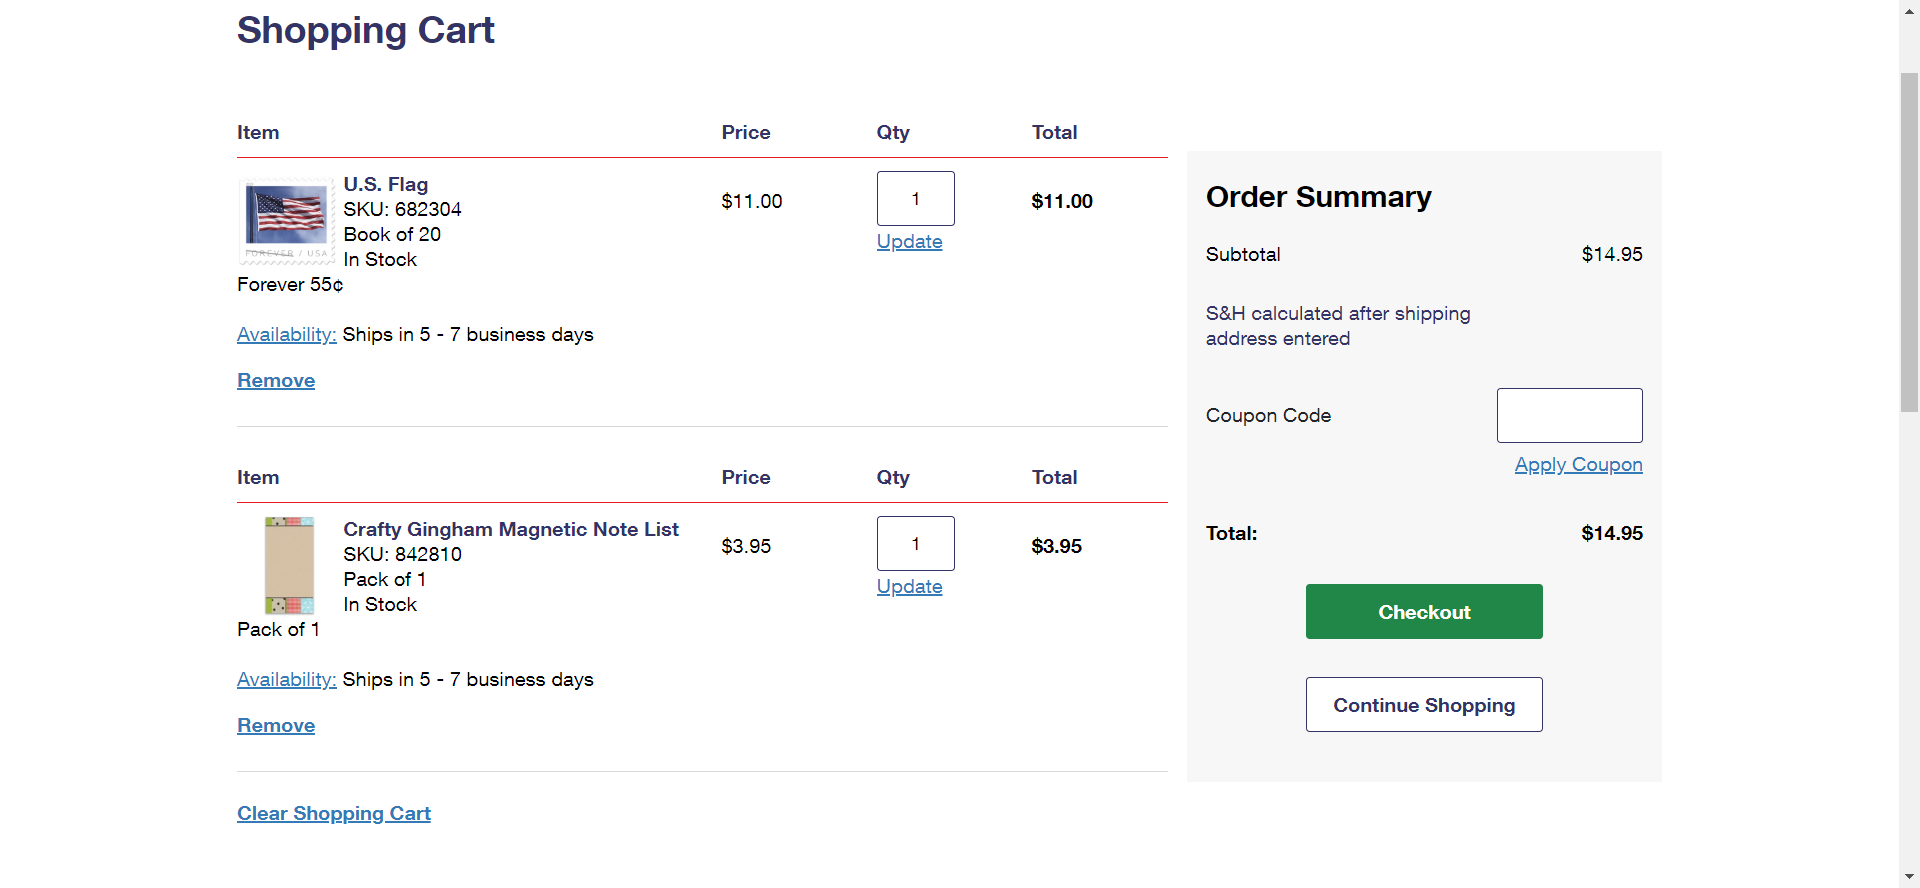 Shopping Cart
Item Price Qty Total
U.S. Flag
SKU: 682304
Book of 20
In Stock
Forever 55¢
$11.00 1 $11.00
Update
FOREVER / USA
Availability: Ships in 5 - 7 business days
Remove
Item Price Qty Total
Crafty Gingham Magnetic Note List
SKU: 842810
Pack of 1
In Stock
Pack of 1
$3.95 1 $3.95
Update
Availability: Ships in 5 - 7 business days
Remove
Clear Shopping Cart
Order Summary
Subtotal $14.95
S&H calculated after shipping
address entered
Coupon Code
Apply Coupon
Total: $14.95
Checkout
Continue Shopping